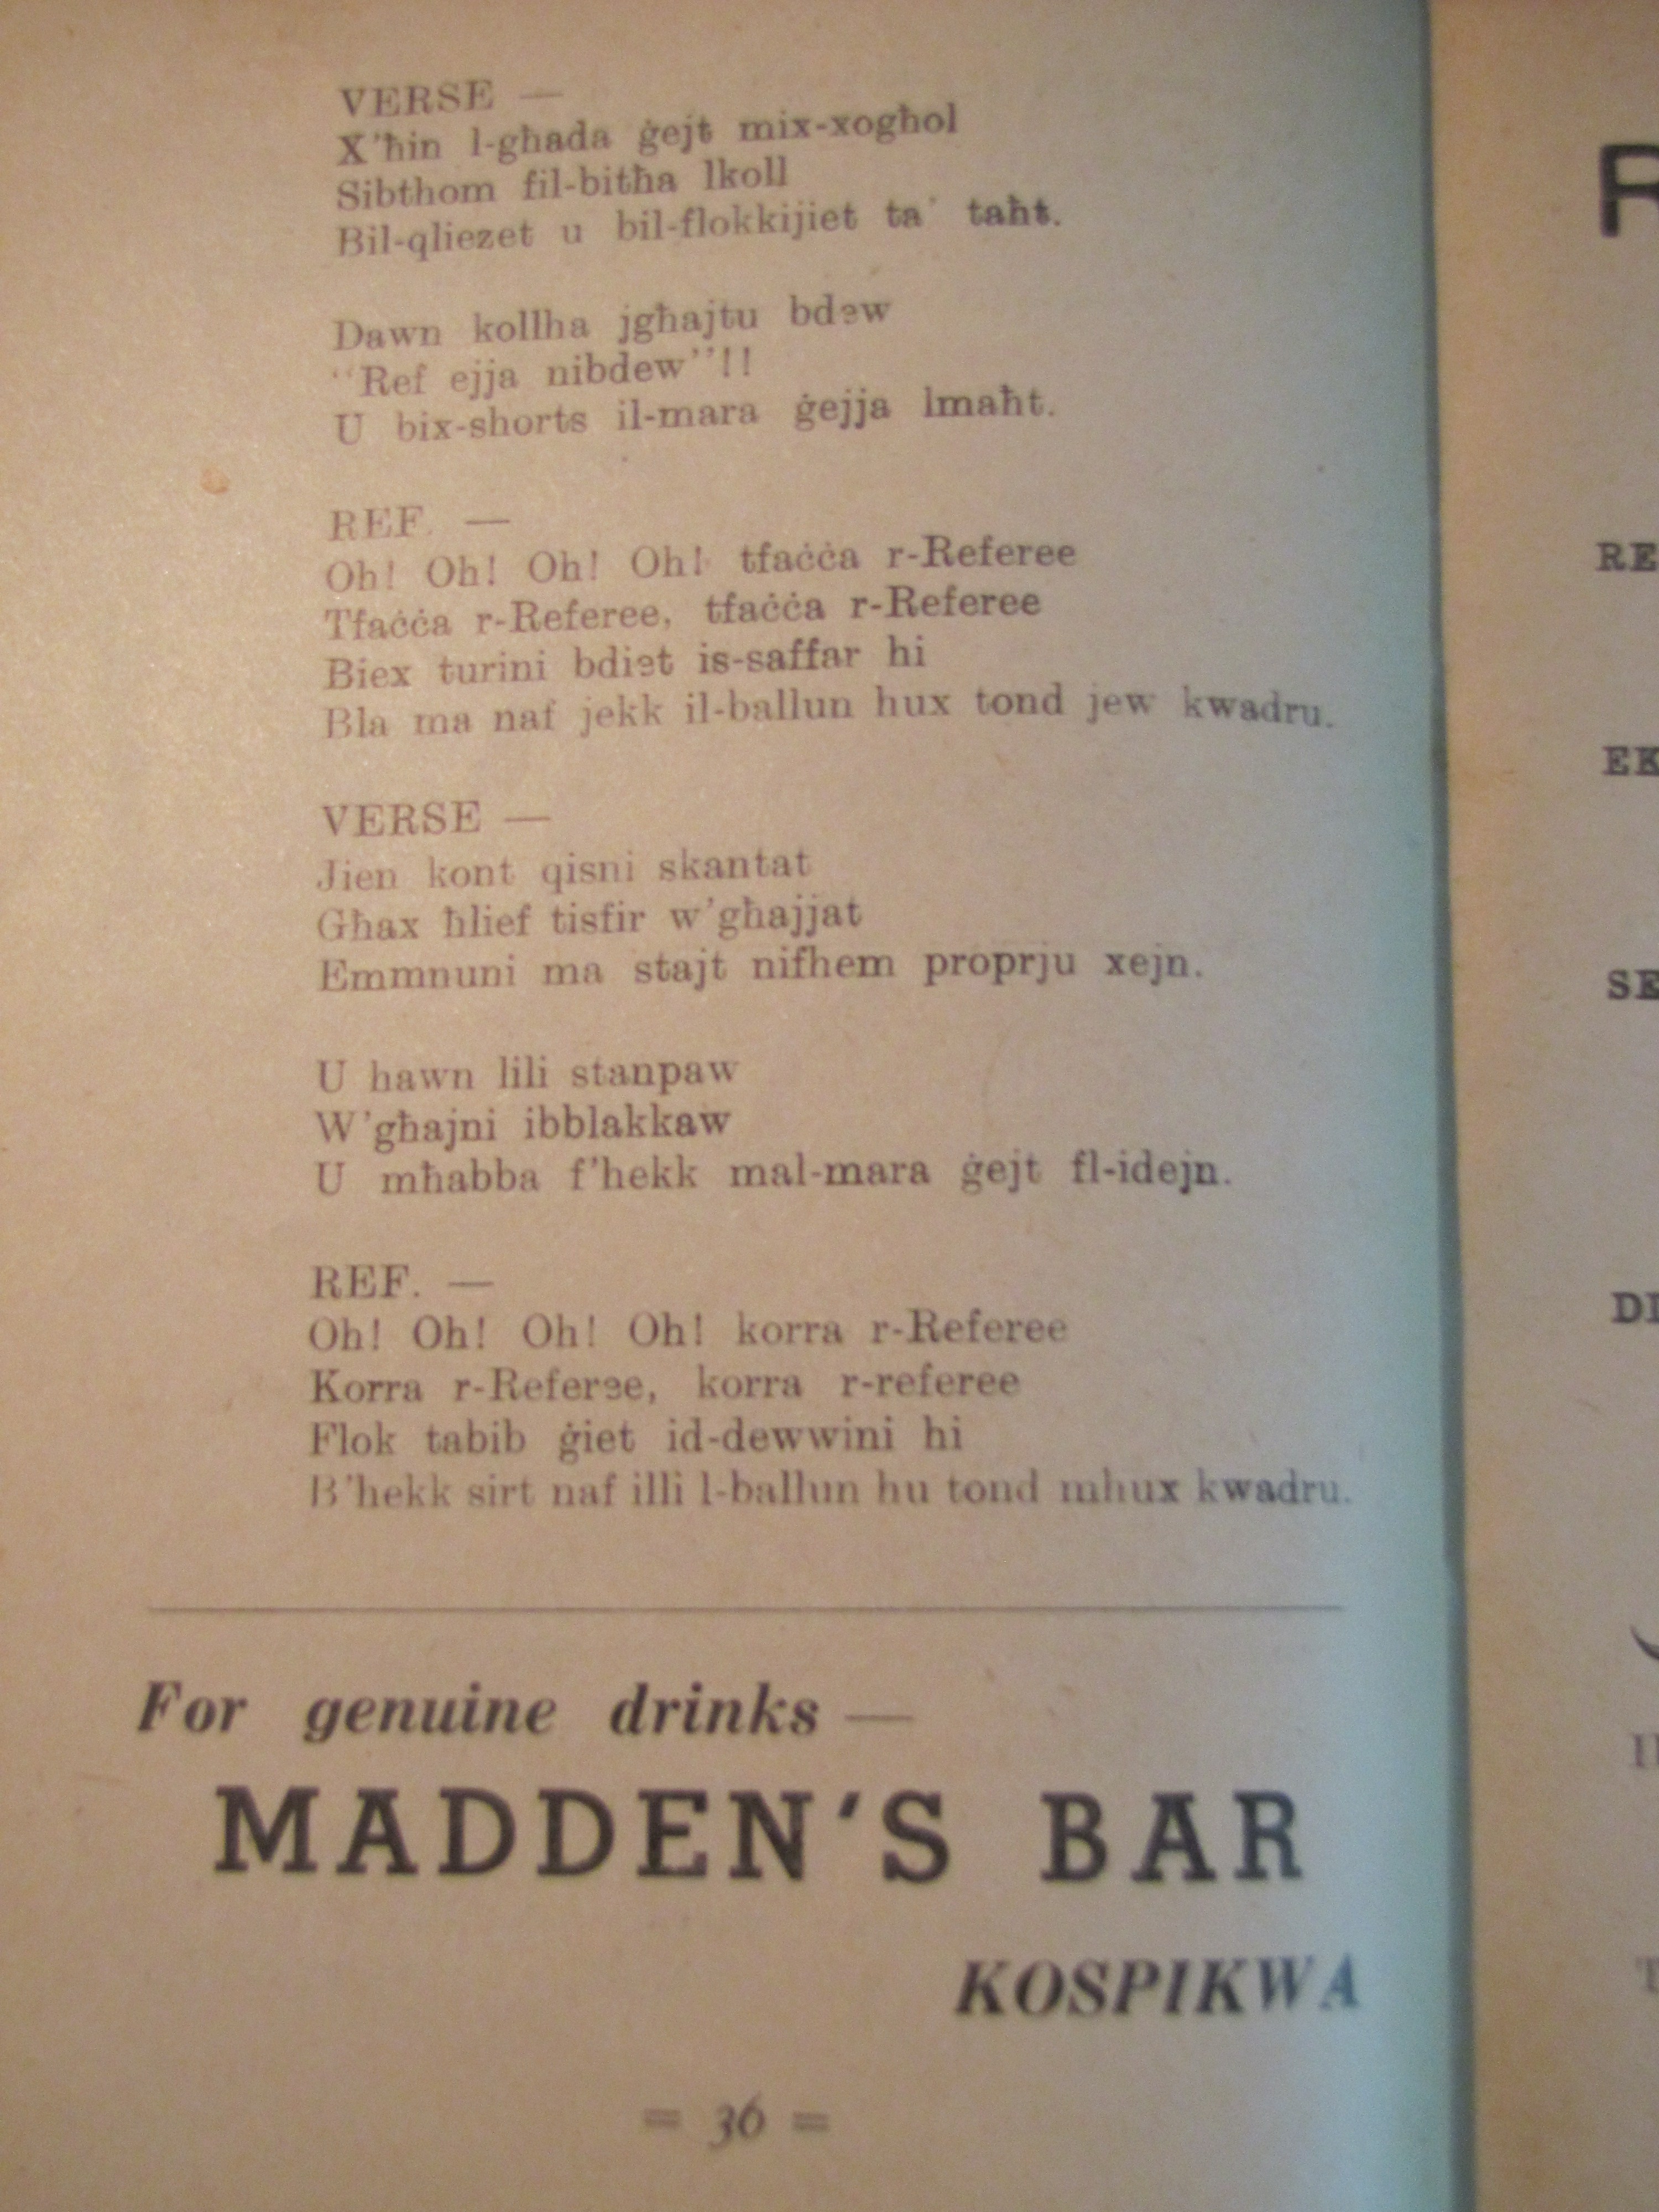 VERSE —
X'ħin l-għada ġejt mix-xogħol
Sibthom fil-bitħa lkoll
Bil-qliezet u bil-flokkijiet ta' taħt.
Dawn kollha jgħajtu bdew
"Ref ejja nibdew"!!
U bix-shorts il-mara ġejja lmaħt.
REF. —
Oh! Oh! Oh! Oh! tfaċċa r-Referee
Tfaċċa r-Referee, tfaċċa r-Referee
Biex turini bdiet is-saffar hi
Bla ma naf jekk il-ballun hux tond jew kwadru.
VERSE —
Jien kont qisni skantat
Għax ħlief tisfir w'għajjat
Emmnuni ma stajt nifhem proprju xejn.
U hawn lili stanpaw
W'għajni ibblakkaw
U mħabba f'hekk mal-mara ġejt fl-idejn.
REF. —
Oh! Oh! Oh! Oh! korra r-Referee
Korra r-Referee, korra r-referee
Flok tabib ġiet id-dewwini hi
B'hekk sirt naf illi l-ballun hu tond mhux kwadru.
For genuine drinks —
MADDEN'S BAR
KOSPIKWA
= 36 =
R
RE
EK
SE
DI